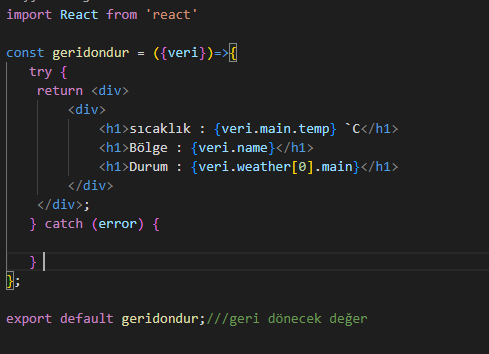 import React from 'react'
const geridondur = ({veri})=>{
try {
return <div>
<div>
<h1>sıcaklık : {veri.main.temp} `C</h1>
<h1>Bölge : {veri.name}</h1>
<h1>Durum : {veri.weather[0].main}</h1>
</div>
</div>;
} catch (error) {
}
};
export default geridondur;///geri dönecek değer